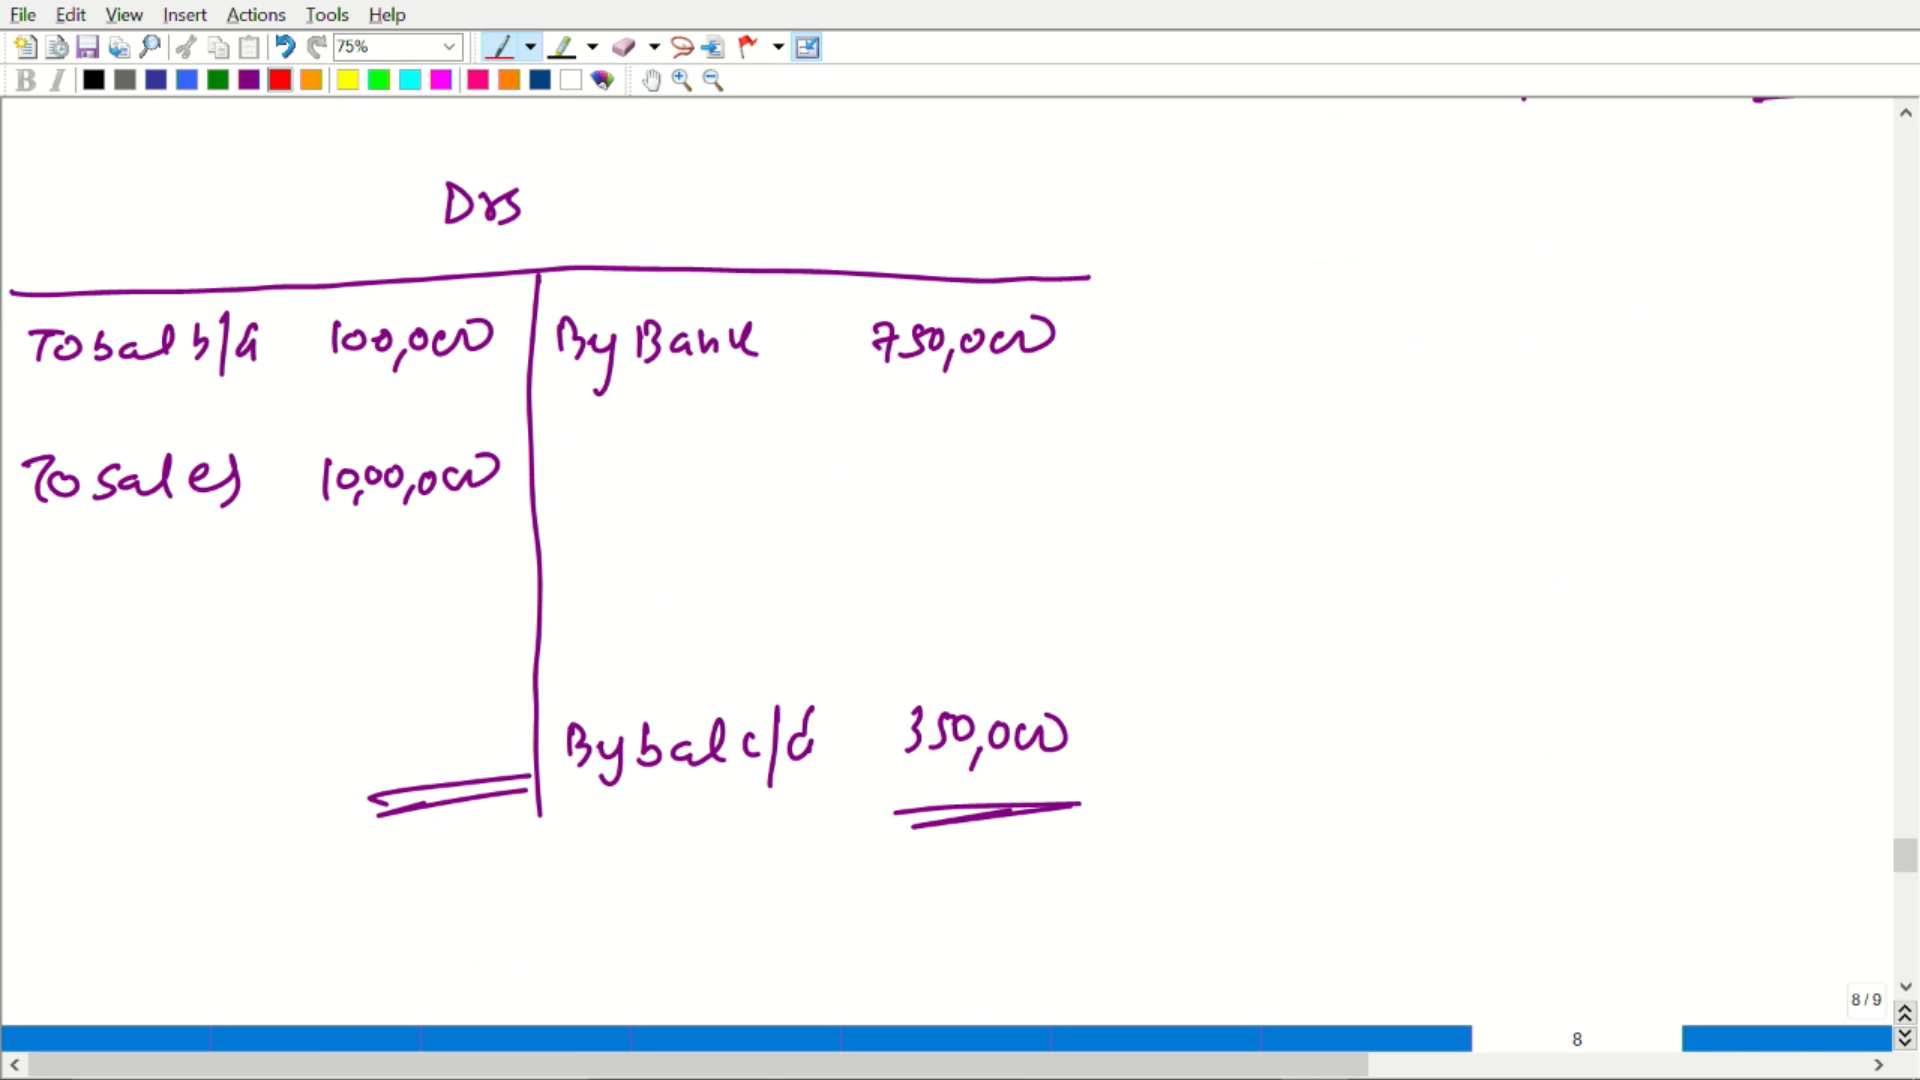 File Edit View Insert Actions Tools Help
75%
B I
Drs
To bal b/d 100,000 By Bank 750,000
To sales 10,00,000
By bal c/d 350,000
8 / 9
8